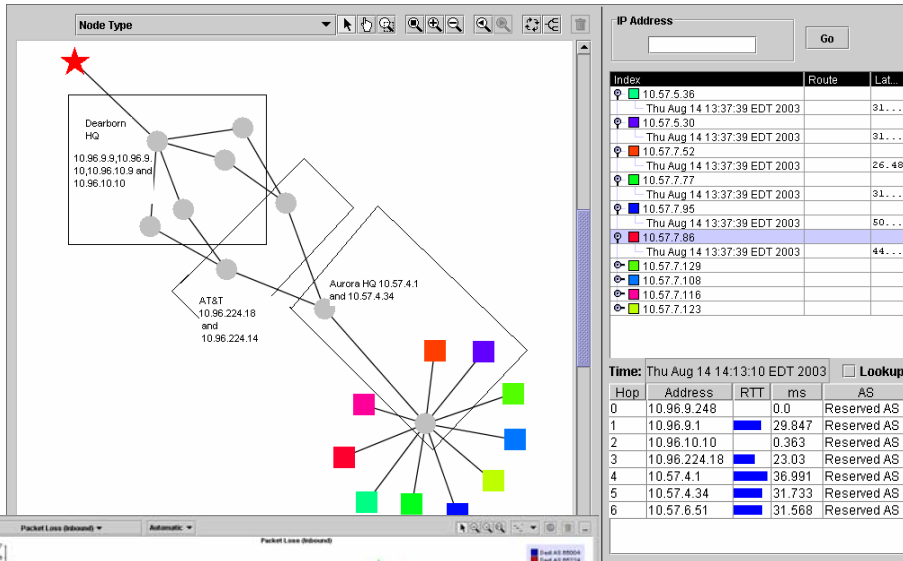 Node Type
Dearborn
HQ
10.96.9.9,10.96.9.
10,10.96.10.9 and
10.96.10.10
AT&T
10.96.224.18
and
10.96.224.14
Aurora HQ 10.57.4.1
and 10.57.4.34
IP Address
Go
Index Route Lat...
10.57.5.36
Thu Aug 14 13:37:39 EDT 2003 31...
10.57.5.30
Thu Aug 14 13:37:39 EDT 2003 31...
10.57.7.52
Thu Aug 14 13:37:39 EDT 2003 26.48
10.57.7.77
Thu Aug 14 13:37:39 EDT 2003 31...
10.57.7.95
Thu Aug 14 13:37:39 EDT 2003 50...
10.57.7.86
Thu Aug 14 13:37:39 EDT 2003 44...
10.57.7.129
10.57.7.108
10.57.7.116
10.57.7.123
Time: Thu Aug 14 14:13:10 EDT 2003 Lookup
Hop Address RTT ms AS
0 10.96.9.248 0.0 Reserved AS
1 10.96.9.1 29.847 Reserved AS
2 10.96.10.10 0.363 Reserved AS
3 10.96.224.18 23.03 Reserved AS
4 10.57.4.1 36.991 Reserved AS
5 10.57.4.34 31.733 Reserved AS
6 10.57.6.51 31.568 Reserved AS
Packet Loss (Inbound) Automatic
Packet Loss (Inbound)